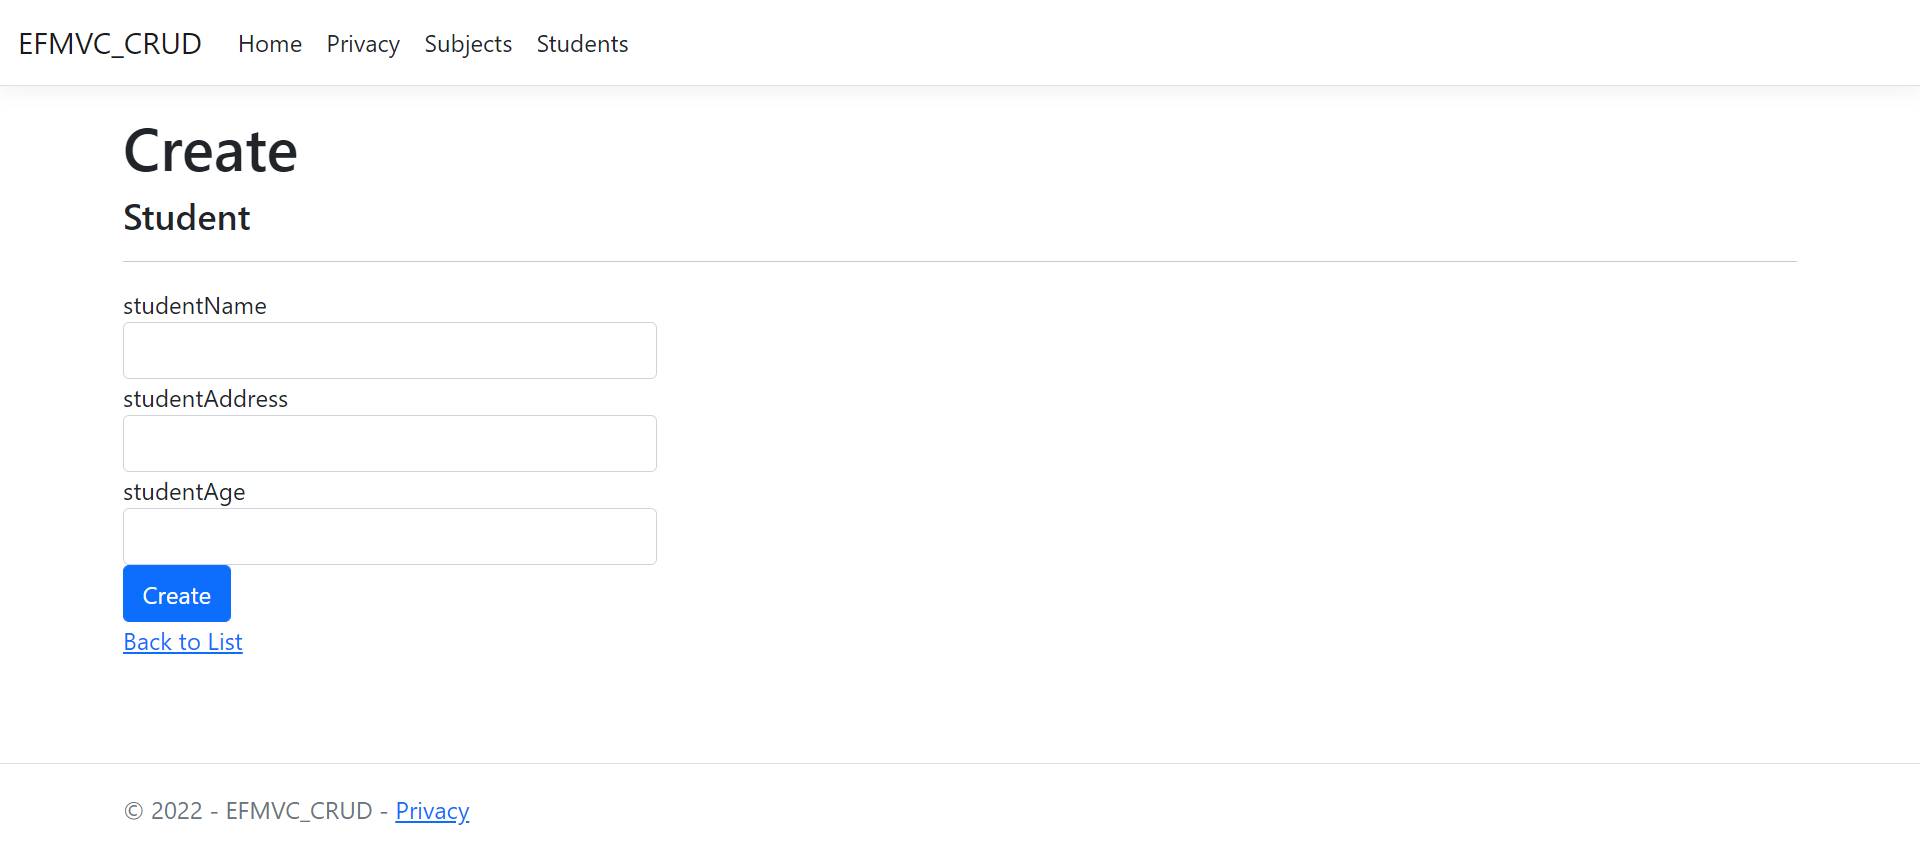 EFMVC_CRUD Home Privacy Subjects Students
Create
Student
studentName
studentAddress
studentAge
Create
Back to List
© 2022 - EFMVC_CRUD - Privacy